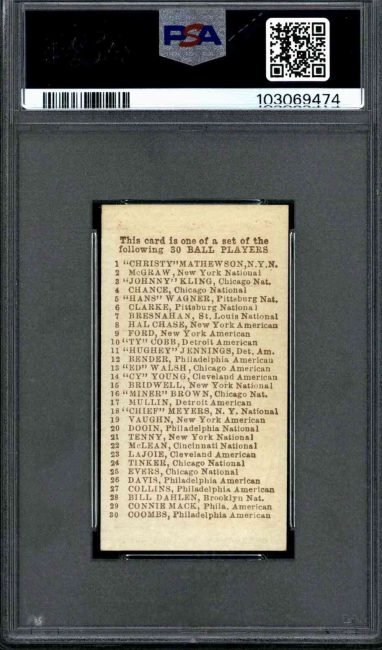 PSA
103069474
This card is one of a set of the
following 30 BALL PLAYERS
1 "CHRISTY" MATHEWSON, N.Y.N.
2 McGRAW, New York National
3 "JOHNNY" KLING, Chicago Nat.
4 CHANCE, Chicago National
5 "HANS" WAGNER, Pittsburg Nat.
6 CLARKE, Pittsburg National
7 BRESNAHAN, St. Louis National
8 HAL CHASE, New York American
9 FORD, New York American
10 "TY" COBB, Detroit American
11 "HUGHEY" JENNINGS, Det, Am.
12 BENDER, Philadelphia American
13 "ED" WALSH, Chicago American
14 "CY" YOUNG, Cleveland American
15 BRIDWELL, New York National
16 "MINER" BROWN, Chicago Nat.
17 MULLIN, Detroit American
18 "CHIEF" MEYERS, N. Y. National
19 VAUGHN, New York American
20 DOOIN, Philadelphia National
21 TENNY, New York National
22 McLEAN, Cincinnati National
23 LAJOIE, Cleveland American
24 TINKER, Chicago National
25 EVERS, Chicago National
26 DAVIS, Philadelphia American
27 COLLINS, Philadelphia American
28 BILL DAHLEN, Brooklyn Nat.
29 CONNIE MACK, Phila. American
30 COOMBS, Philadelphia American